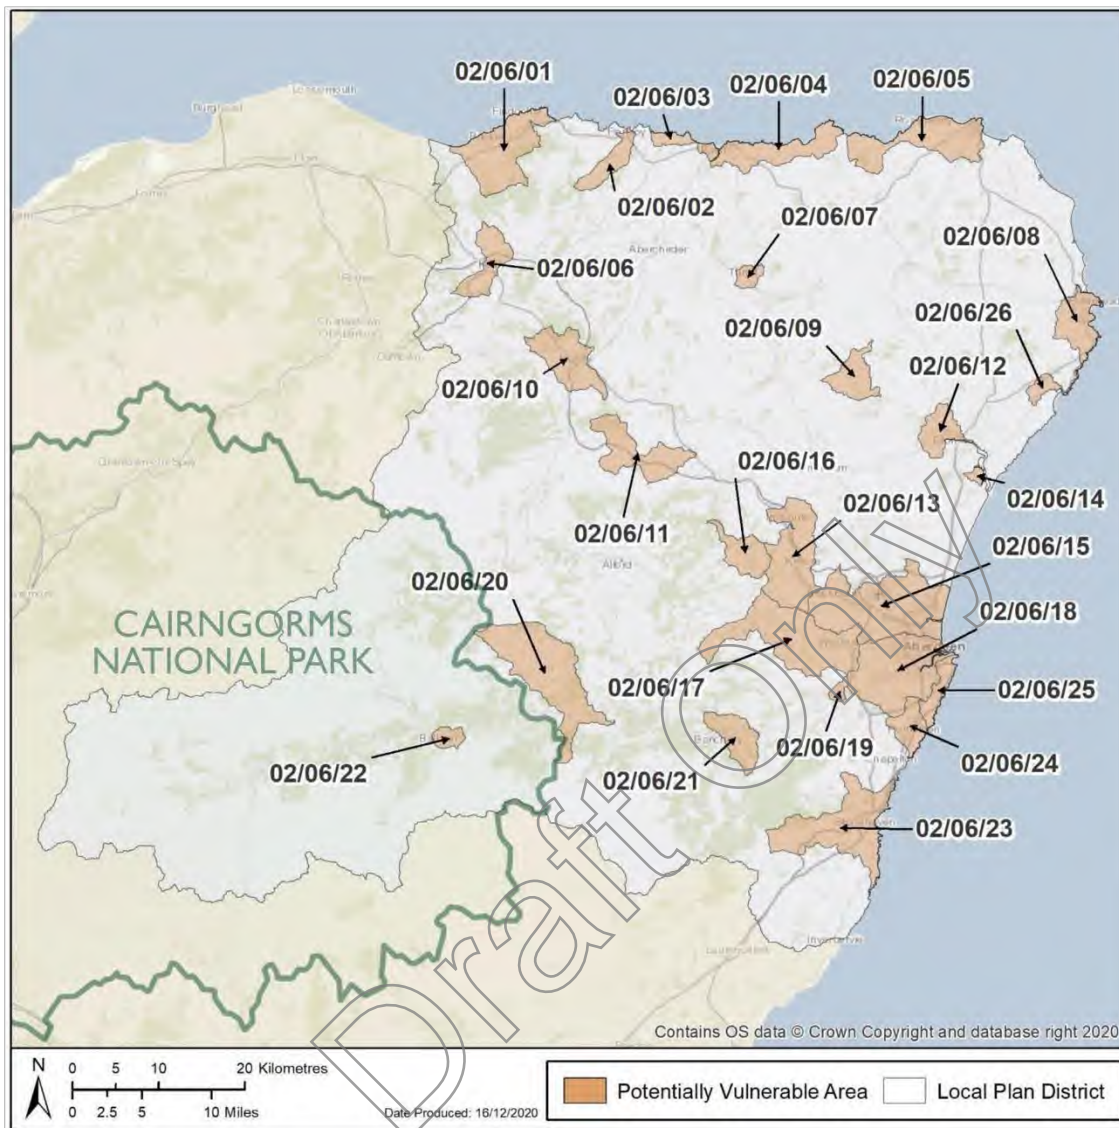 02/06/01
02/06/03
02/06/04
02/06/05
02/06/02
02/06/07
02/06/08
02/06/06
02/06/26
02/06/09
02/06/12
02/06/10
02/06/16
02/06/13
02/06/14
02/06/11
02/06/15
02/06/20
02/06/18
CAIRNGORMS
NATIONAL PARK
02/06/17
02/06/25
02/06/19
02/06/24
02/06/22
02/06/21
02/06/23
Draft Only
Contains OS data © Crown Copyright and database right 2020
N
0 5 10 20 Kilometres
0 2.5 5 10 Miles
Date Produced: 16/12/2020
Potentially Vulnerable Area
Local Plan District